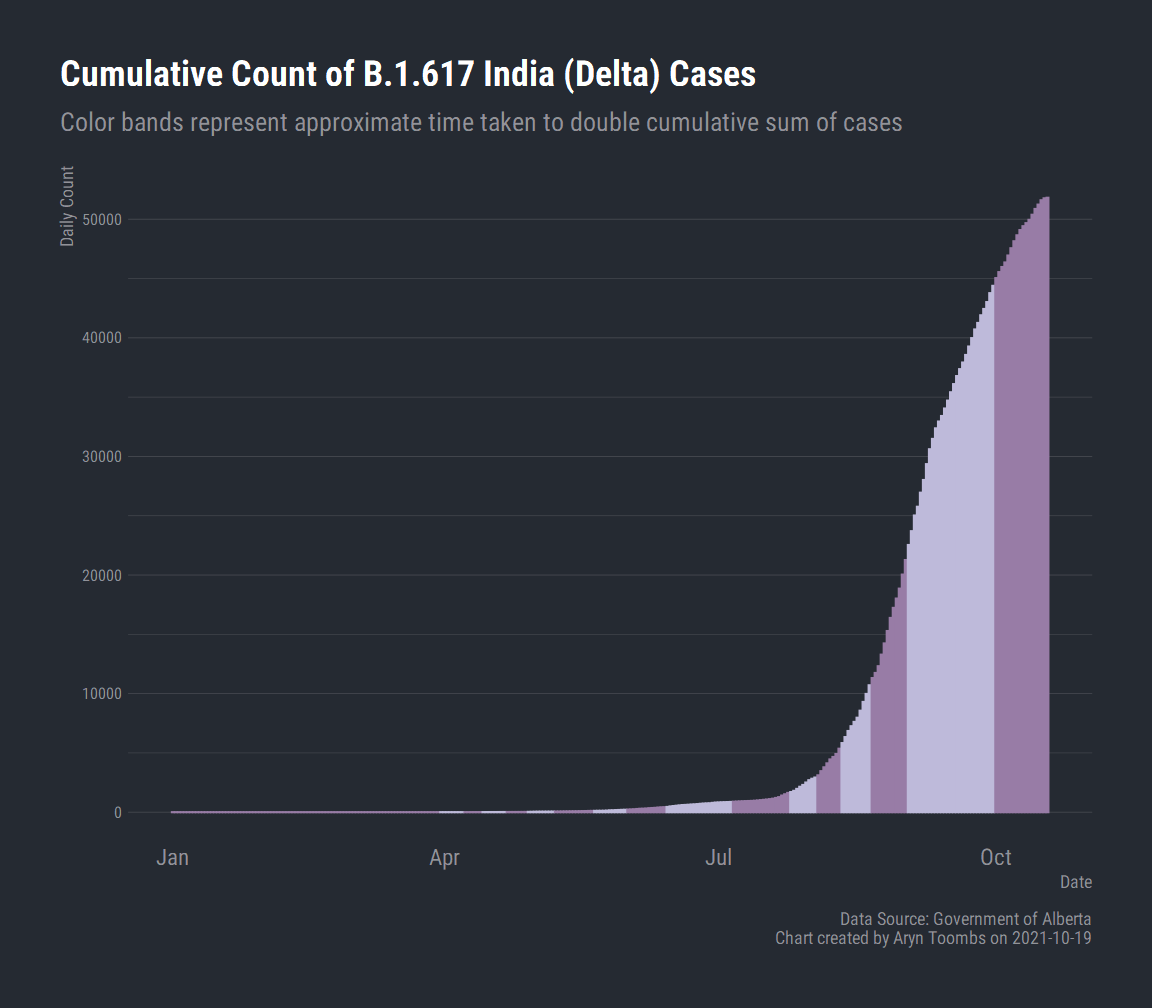 Cumulative Count of B.1.617 India (Delta) Cases
Color bands represent approximate time taken to double cumulative sum of cases
Daily Count
50000
40000
30000
20000
10000
0
Jan Apr Jul Oct
Date
Data Source: Government of Alberta
Chart created by Aryn Toombs on 2021-10-19